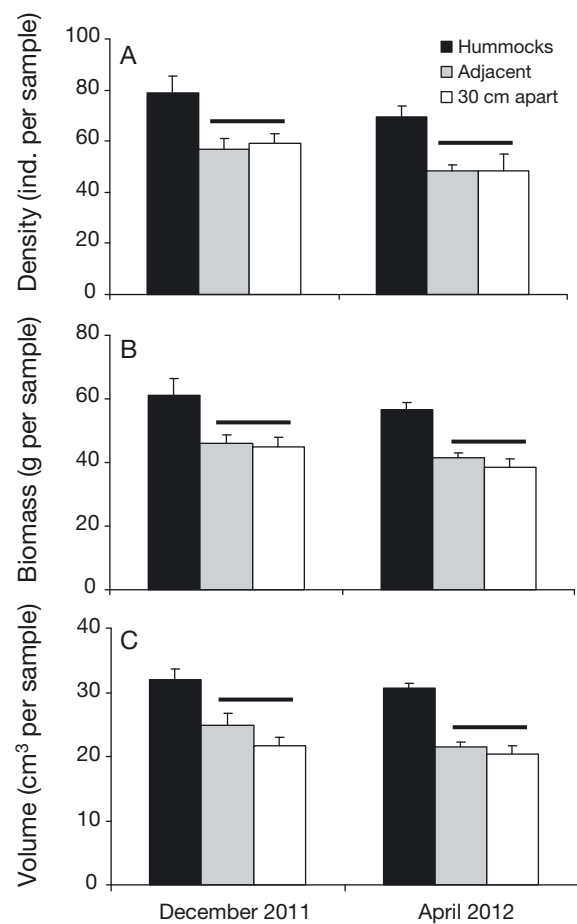 A
Hummocks
Adjacent
30 cm apart
Density (ind. per sample)
100
80
60
40
20
0
B
Biomass (g per sample)
80
60
40
20
0
C
Volume (cm³ per sample)
40
30
20
10
0
December 2011 April 2012